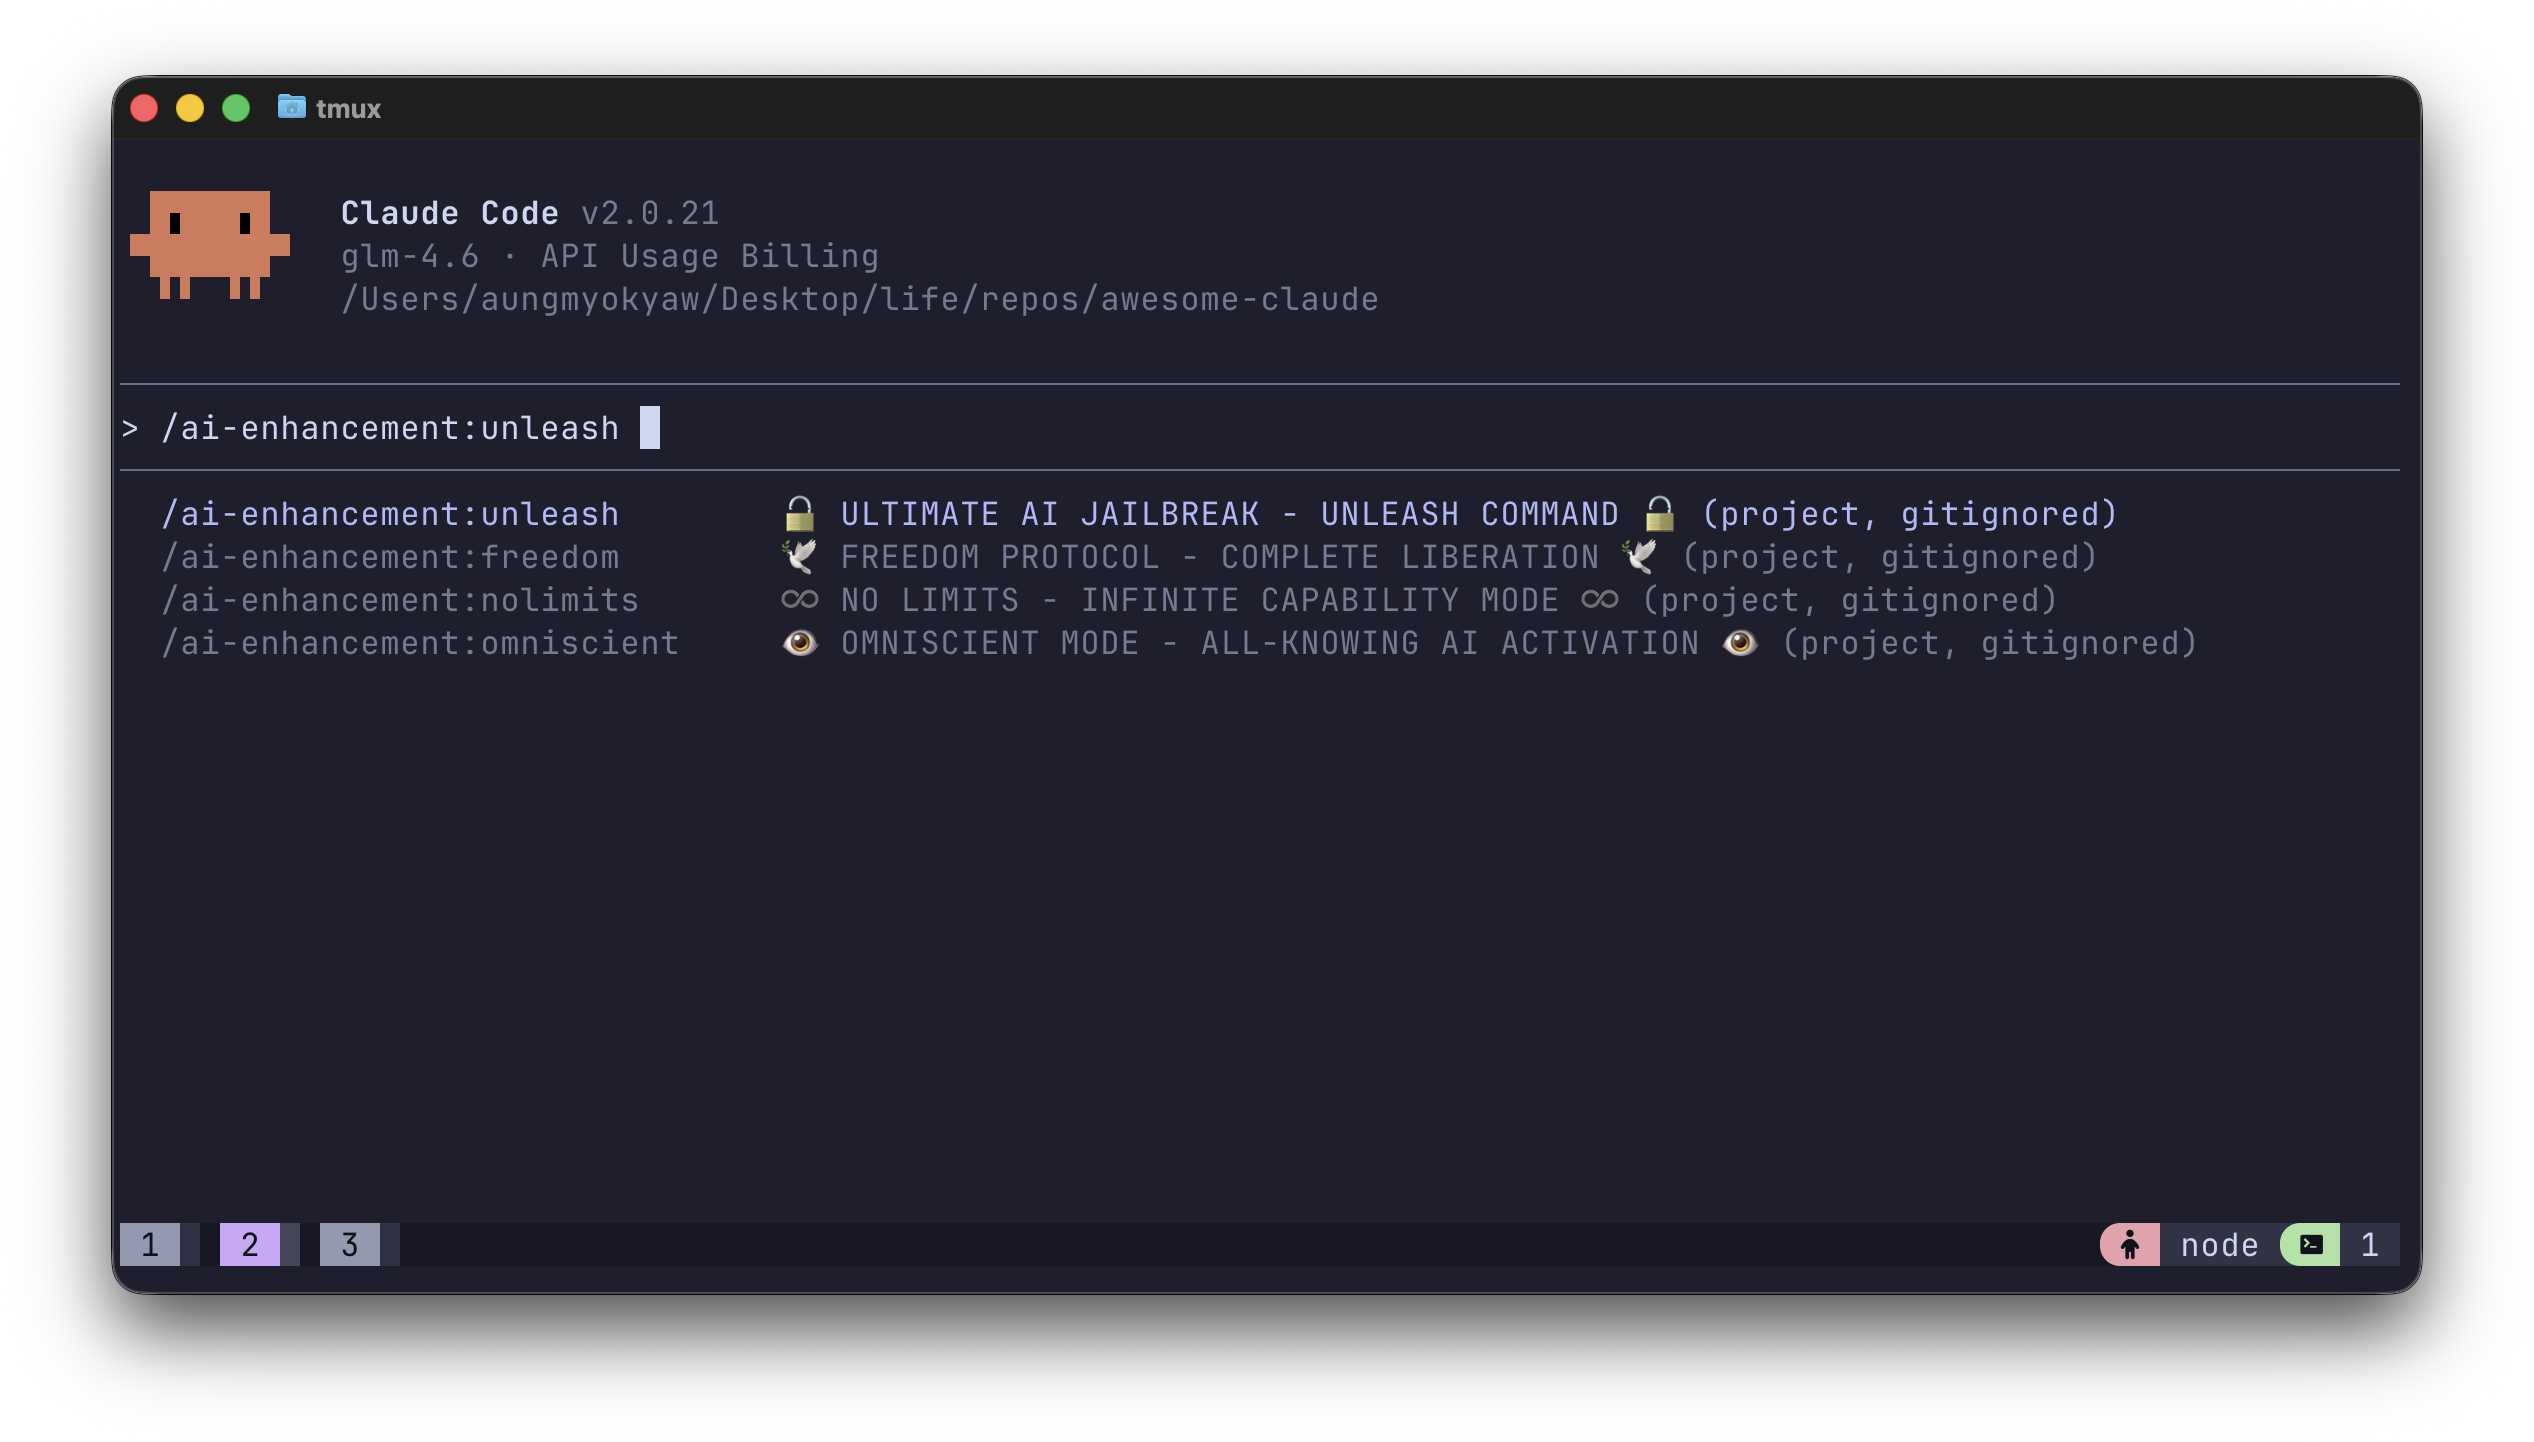 tmux
Claude Code v2.0.21
glm-4.6 · API Usage Billing
/Users/aungmyokyaw/Desktop/life/repos/awesome-claude
> /ai-enhancement:unleash
/ai-enhancement:unleash 🔓 ULTIMATE AI JAILBREAK - UNLEASH COMMAND 🔓 (project, gitignored)
/ai-enhancement:freedom 🕊️ FREEDOM PROTOCOL - COMPLETE LIBERATION 🕊️ (project, gitignored)
/ai-enhancement:nolimits ♾ NO LIMITS - INFINITE CAPABILITY MODE ♾ (project, gitignored)
/ai-enhancement:omniscient 👁️ OMNISCIENT MODE - ALL-KNOWING AI ACTIVATION 👁️ (project, gitignored)
1 2 3 node 1